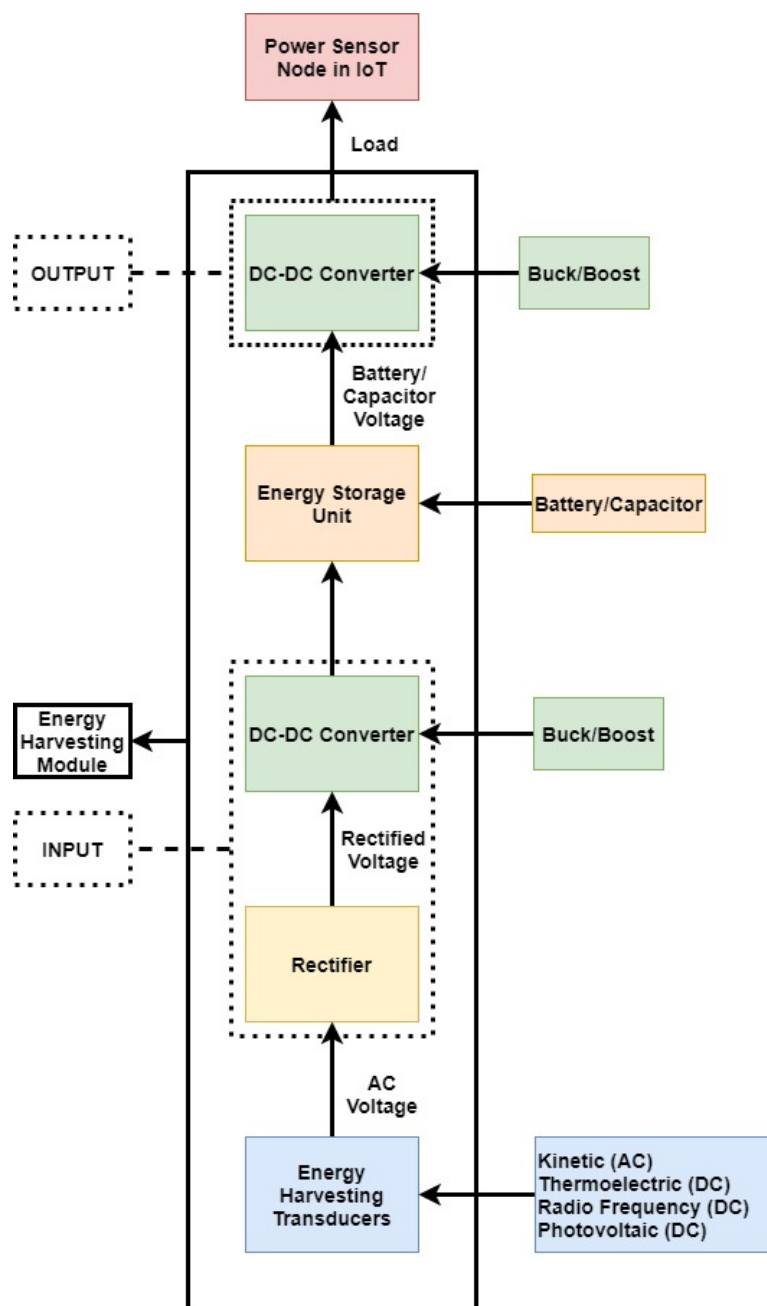 Power Sensor
Node in IoT
Load
OUTPUT
DC-DC Converter
Buck/Boost
Battery/
Capacitor
Voltage
Energy Storage
Unit
Battery/Capacitor
Energy
Harvesting
Module
DC-DC Converter
Buck/Boost
INPUT
Rectified
Voltage
Rectifier
AC
Voltage
Energy
Harvesting
Transducers
Kinetic (AC)
Thermoelectric (DC)
Radio Frequency (DC)
Photovoltaic (DC)